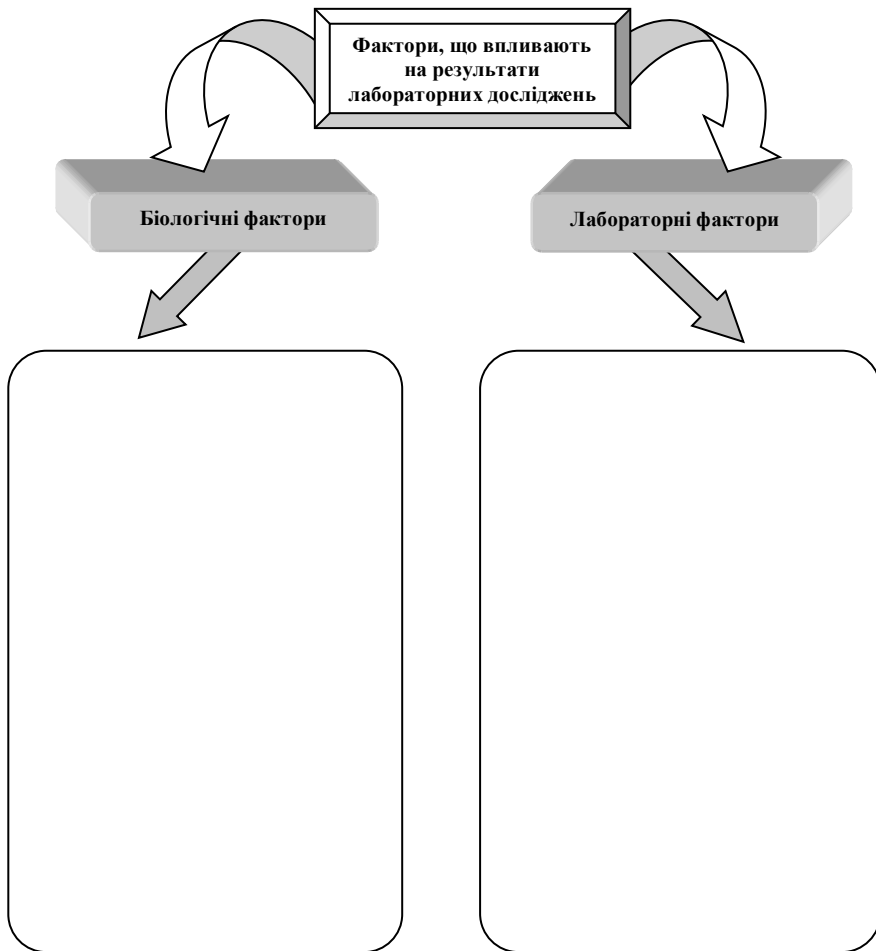 Фактори, що впливають
на результати
лабораторних досліджень
Біологічні фактори
Лабораторні фактори